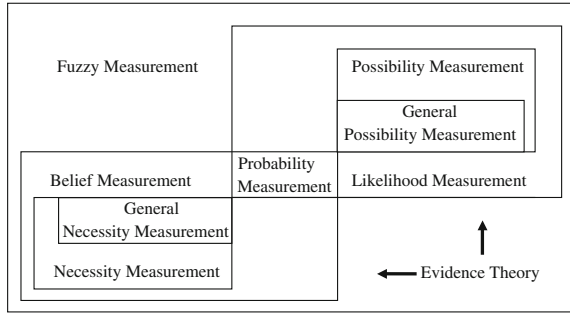 Fuzzy Measurement
Possibility Measurement
General
Possibility Measurement
Probability
Measurement
Belief Measurement
Likelihood Measurement
General
Necessity Measurement
Necessity Measurement
Evidence Theory